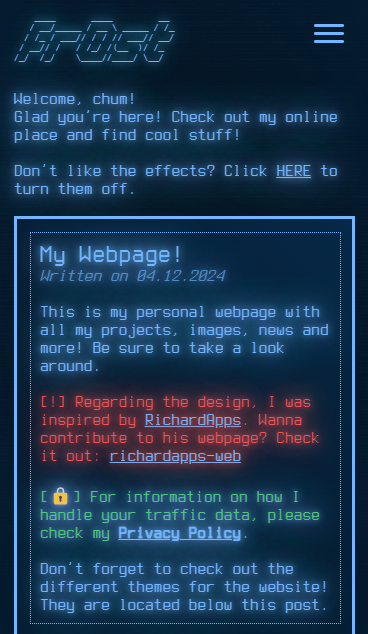 Fr0st
Welcome, chum!
Glad you're here! Check out my online
place and find cool stuff!
Don't like the effects? Click HERE to
turn them off.
My Webpage!
Written on 04.12.2024
This is my personal webpage with
all my projects, images, news and
more! Be sure to take a look
around.
[!] Regarding the design, I was
inspired by RichardApps. Wanna
contribute to his webpage? Check
it out: richardapps-web
[🔒] For information on how I
handle your traffic data, please
check my Privacy Policy.
Don't forget to check out the
different themes for the website!
They are located below this post.